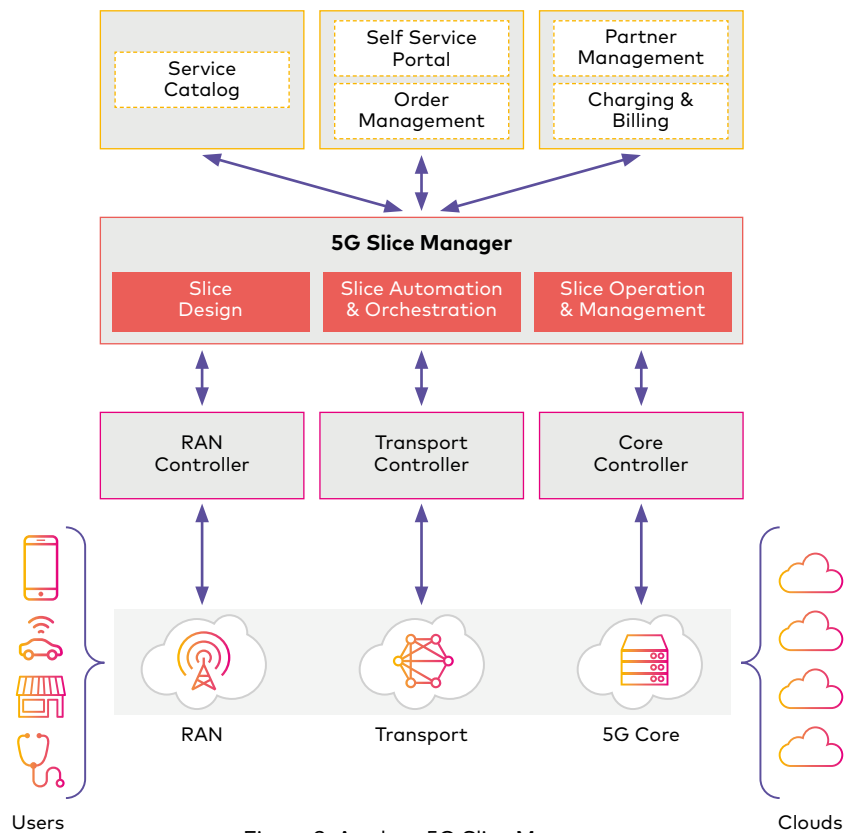 Service
Catalog
Self Service
Portal
Order
Management
Partner
Management
Charging &
Billing
5G Slice Manager
Slice
Design
Slice Automation
& Orchestration
Slice Operation
& Management
RAN
Controller
Transport
Controller
Core
Controller
RAN
Transport
5G Core
Users
Clouds